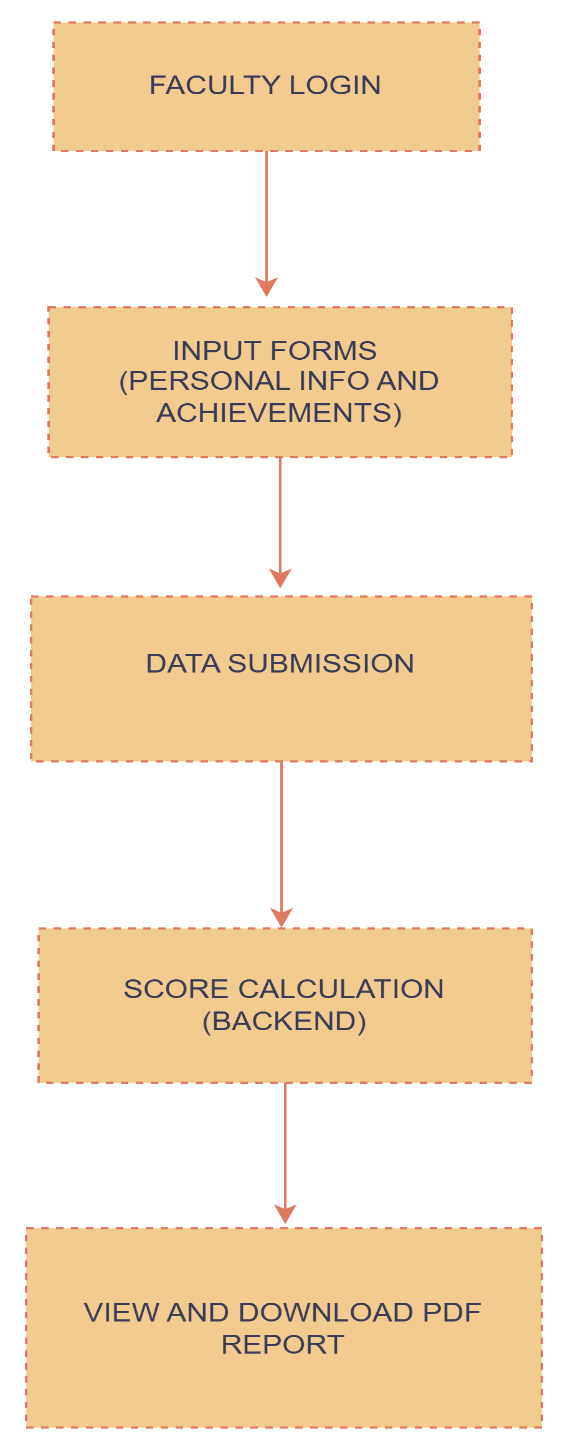 FACULTY LOGIN
INPUT FORMS
(PERSONAL INFO AND
ACHIEVEMENTS)
DATA SUBMISSION
SCORE CALCULATION
(BACKEND)
VIEW AND DOWNLOAD PDF
REPORT